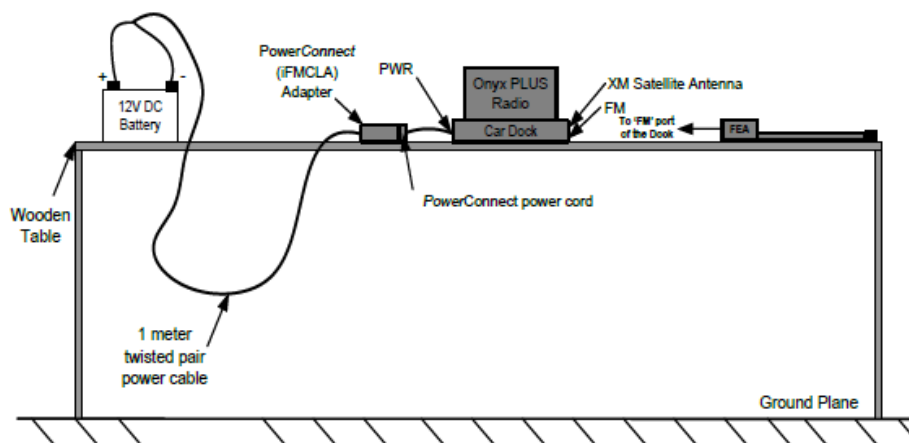 PowerConnect
(iFMCLA)
Adapter
PWR
Onyx PLUS
Radio
XM Satellite Antenna
FM
To 'FM' port
of the Dook
FEA
+
-
12V DC
Battery
Car Dock
PowerConnect power cord
Wooden
Table
1 meter
twisted pair
power cable
Ground Plane